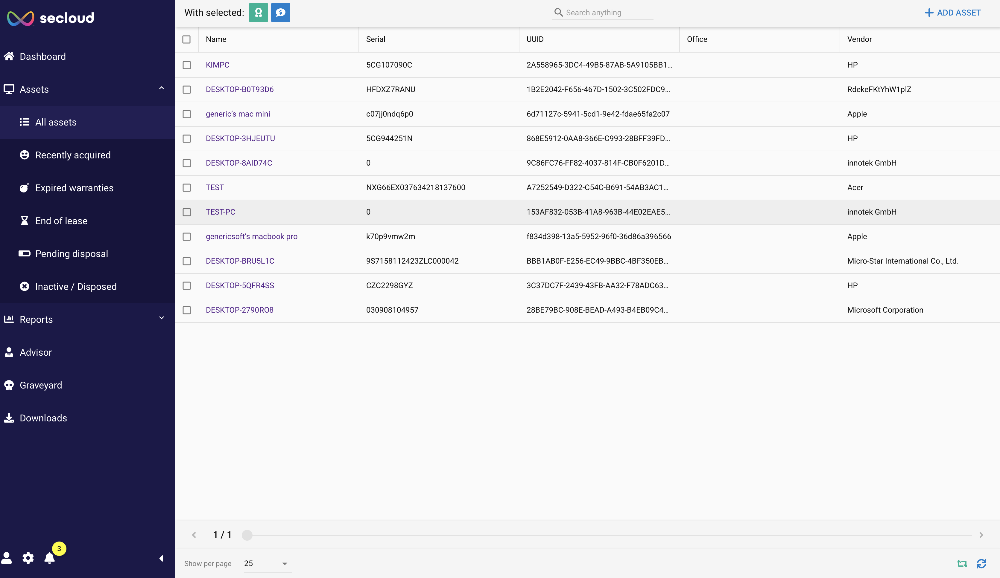 secloud
With selected:
Search anything
ADD ASSET
Dashboard
Assets
All assets
Recently acquired
Expired warranties
End of lease
Pending disposal
Inactive / Disposed
Reports
Advisor
Graveyard
Downloads
3
Name Serial UUID Office Vendor
KIMPC 5CG107090C 2A558965-3DC4-49B5-87AB-5A9105BB1... HP
DESKTOP-B0T93D6 HFDXZ7RANU 1B2E2042-F656-467D-1502-3C502FDC9... RdekeFKtYhW1plZ
generic’s mac mini c07jj0ndq6p0 6d71127c-5941-5cd1-9e42-fdae65fa2c07 Apple
DESKTOP-3HJEUTU 5CG944251N 868E5912-0AA8-366E-C993-28BFF39FD... HP
DESKTOP-8AID74C 0 9C86FC76-FF82-4037-814F-CB0F6201D... innotek GmbH
TEST NXG66EX037634218137600 A7252549-D322-C54C-B691-54AB3AC1... Acer
TEST-PC 0 153AF832-053B-41A8-963B-44E02EAE5... innotek GmbH
genericsoft’s macbook pro k70p9vmw2m f834d398-13a5-5952-96f0-36d86a396566 Apple
DESKTOP-BRU5L1C 9S7158112423ZLC000042 BBB1AB0F-E256-EC49-9BBC-4BF350EB... Micro-Star International Co., Ltd.
DESKTOP-5QFR4SS CZC2298GYZ 3C37DC7F-2439-43FB-AA32-F78ADC63... HP
DESKTOP-2790RO8 030908104957 28BE79BC-908E-BEAD-A493-B4EB09C4... Microsoft Corporation
1 / 1
Show per page 25